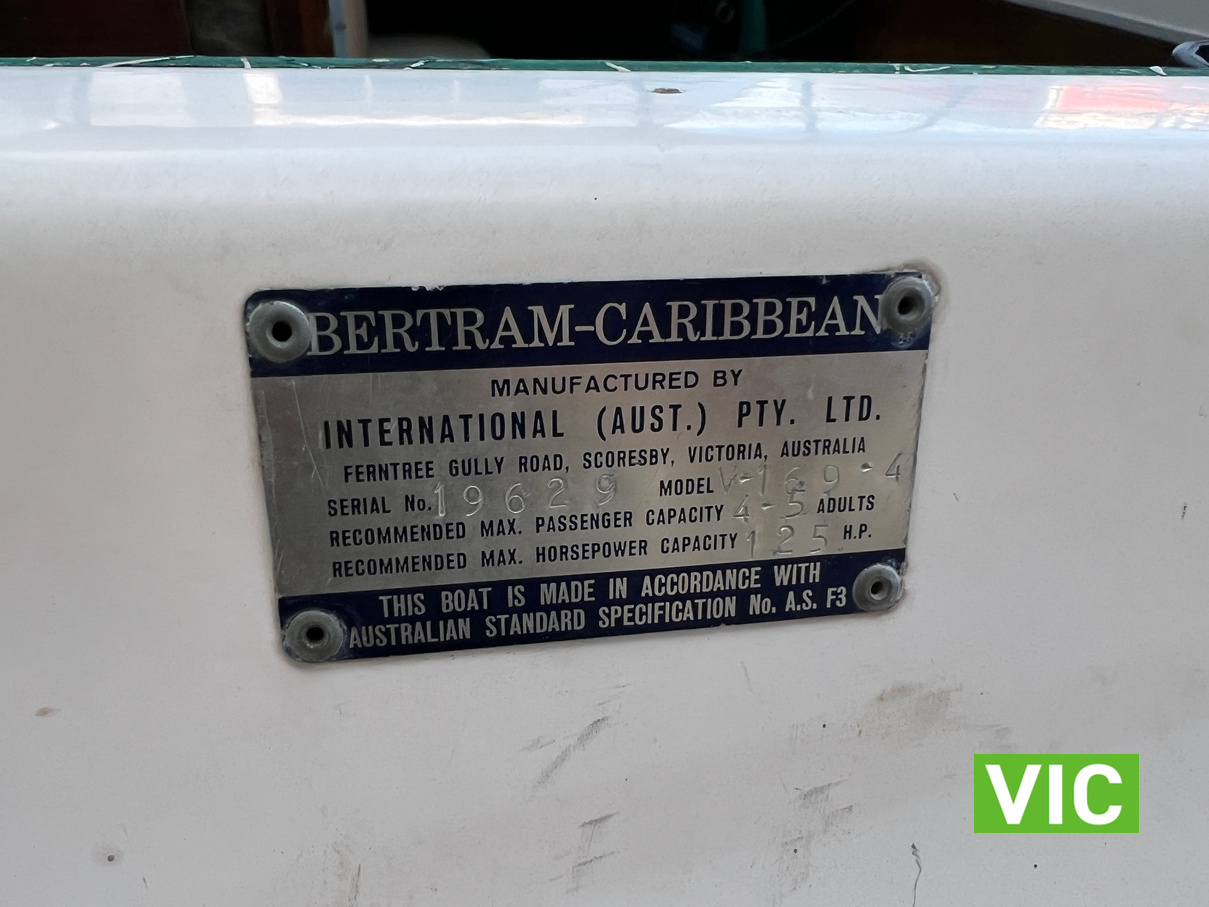 BERTRAM-CARIBBEAN
MANUFACTURED BY
INTERNATIONAL (AUST.) PTY. LTD.
FERNTREE GULLY ROAD, SCORESBY, VICTORIA, AUSTRALIA
SERIAL No. 19629 MODEL V-169-4
RECOMMENDED MAX. PASSENGER CAPACITY 4-5 ADULTS
RECOMMENDED MAX. HORSEPOWER CAPACITY 125 H.P.
THIS BOAT IS MADE IN ACCORDANCE WITH
AUSTRALIAN STANDARD SPECIFICATION No. A.S. F3
VIC